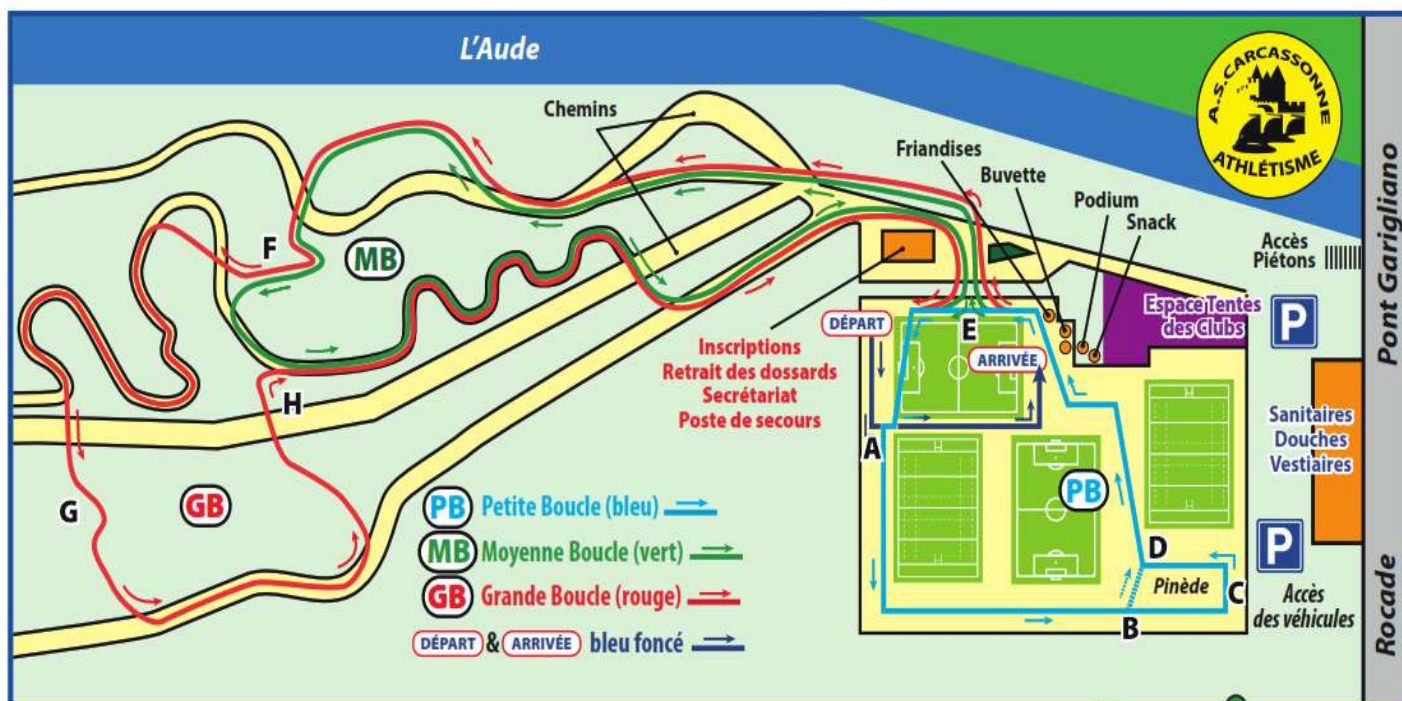 L'Aude
A.S. CARCASSONNE
ATHLÉTISME
Chemins
Friandises
Buvette
Podium
Snack
Accès
Piétons
Pont Garigliano
F
MB
Espace Tentes
des Clubs
P
DÉPART
E
ARRIVÉE
Inscriptions
Retrait des dossards
Secrétariat
Poste de secours
H
A
Sanitaires
Douches
Vestiaires
G
GB
PB
PB Petite Boucle (bleu)
MB Moyenne Boucle (vert)
GB Grande Boucle (rouge)
DÉPART & ARRIVÉE bleu foncé
D
P
Pinède
C
B
Accès
des véhicules
Rocade